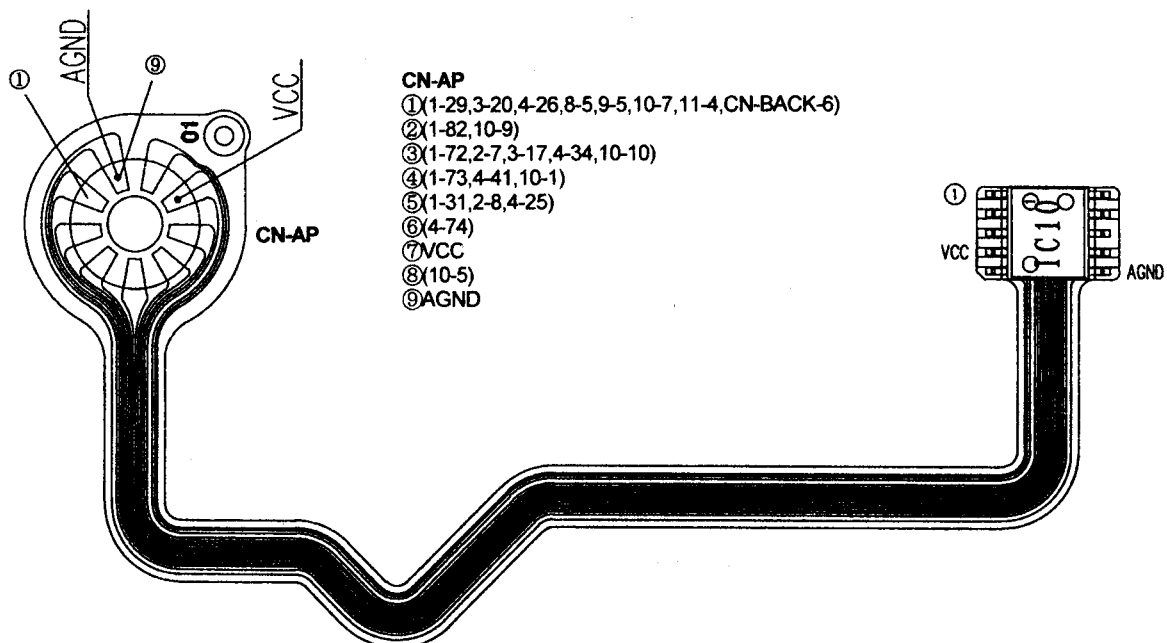 ①
AGND
⑨
VCC
01
CN-AP
CN-AP
①(1-29,3-20,4-26,8-5,9-5,10-7,11-4,CN-BACK-6)
②(1-82,10-9)
③(1-72,2-7,3-17,4-34,10-10)
④(1-73,4-41,10-1)
⑤(1-31,2-8,4-25)
⑥(4-74)
⑦VCC
⑧(10-5)
⑨AGND
①
VCC
IC10
AGND